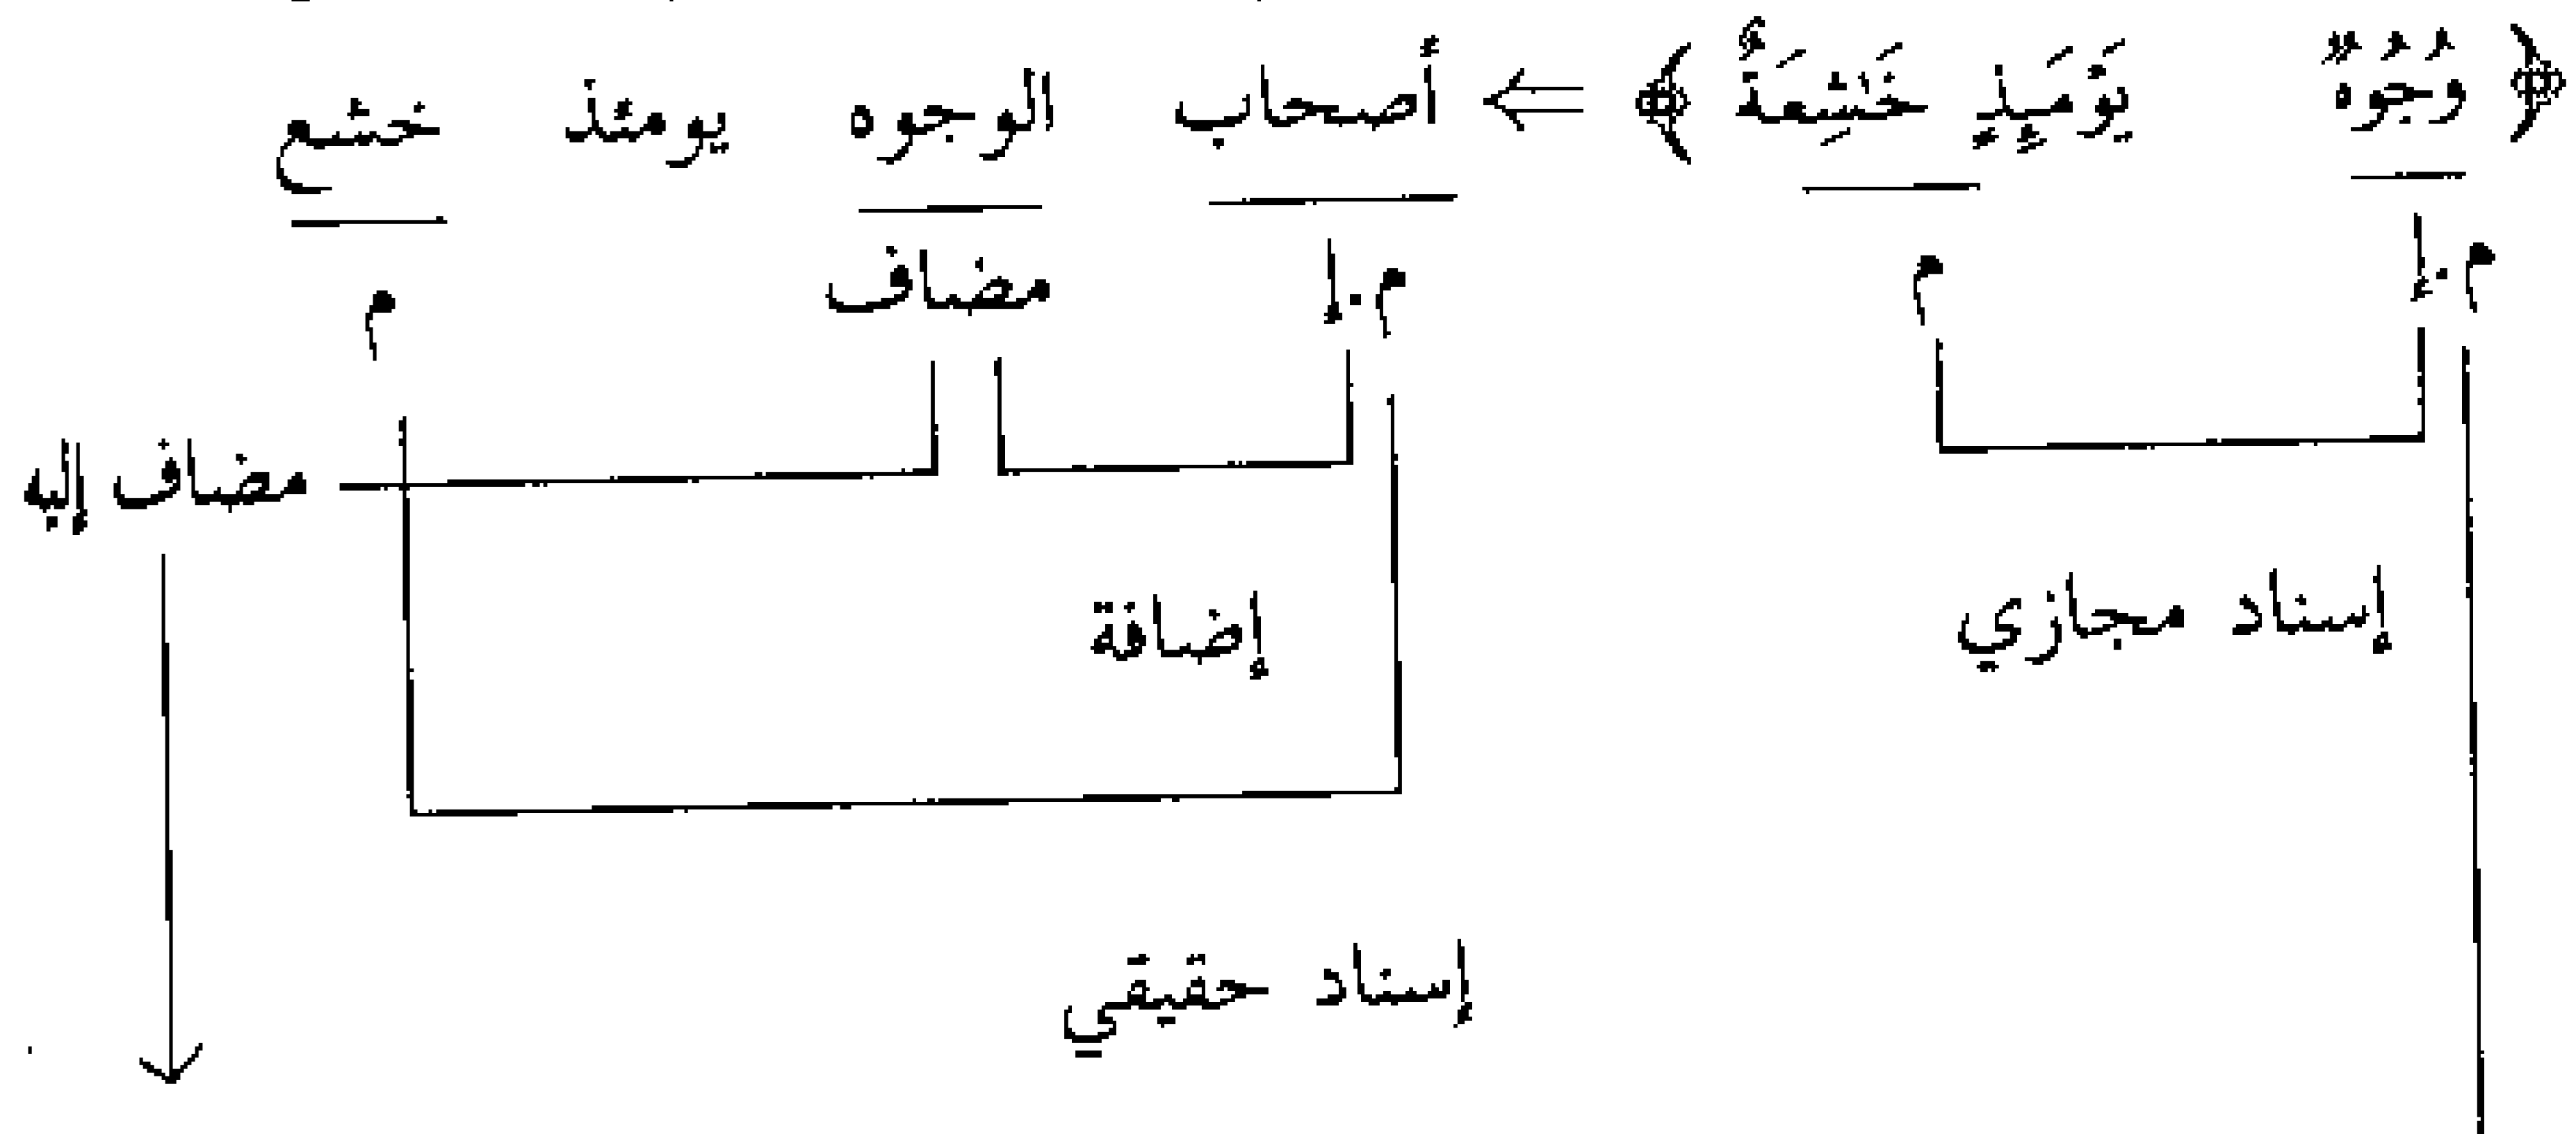 ﴿ وُجُوهٌ يَوْمَئِذٍ خَٰشِعَةٌ ﴾ ⇐ أصحاب الوجوه يومئذ خشع
م.إ م م.إ مضاف م
مضاف إليه
إسناد مجازي إضافة
إسناد حقيقي